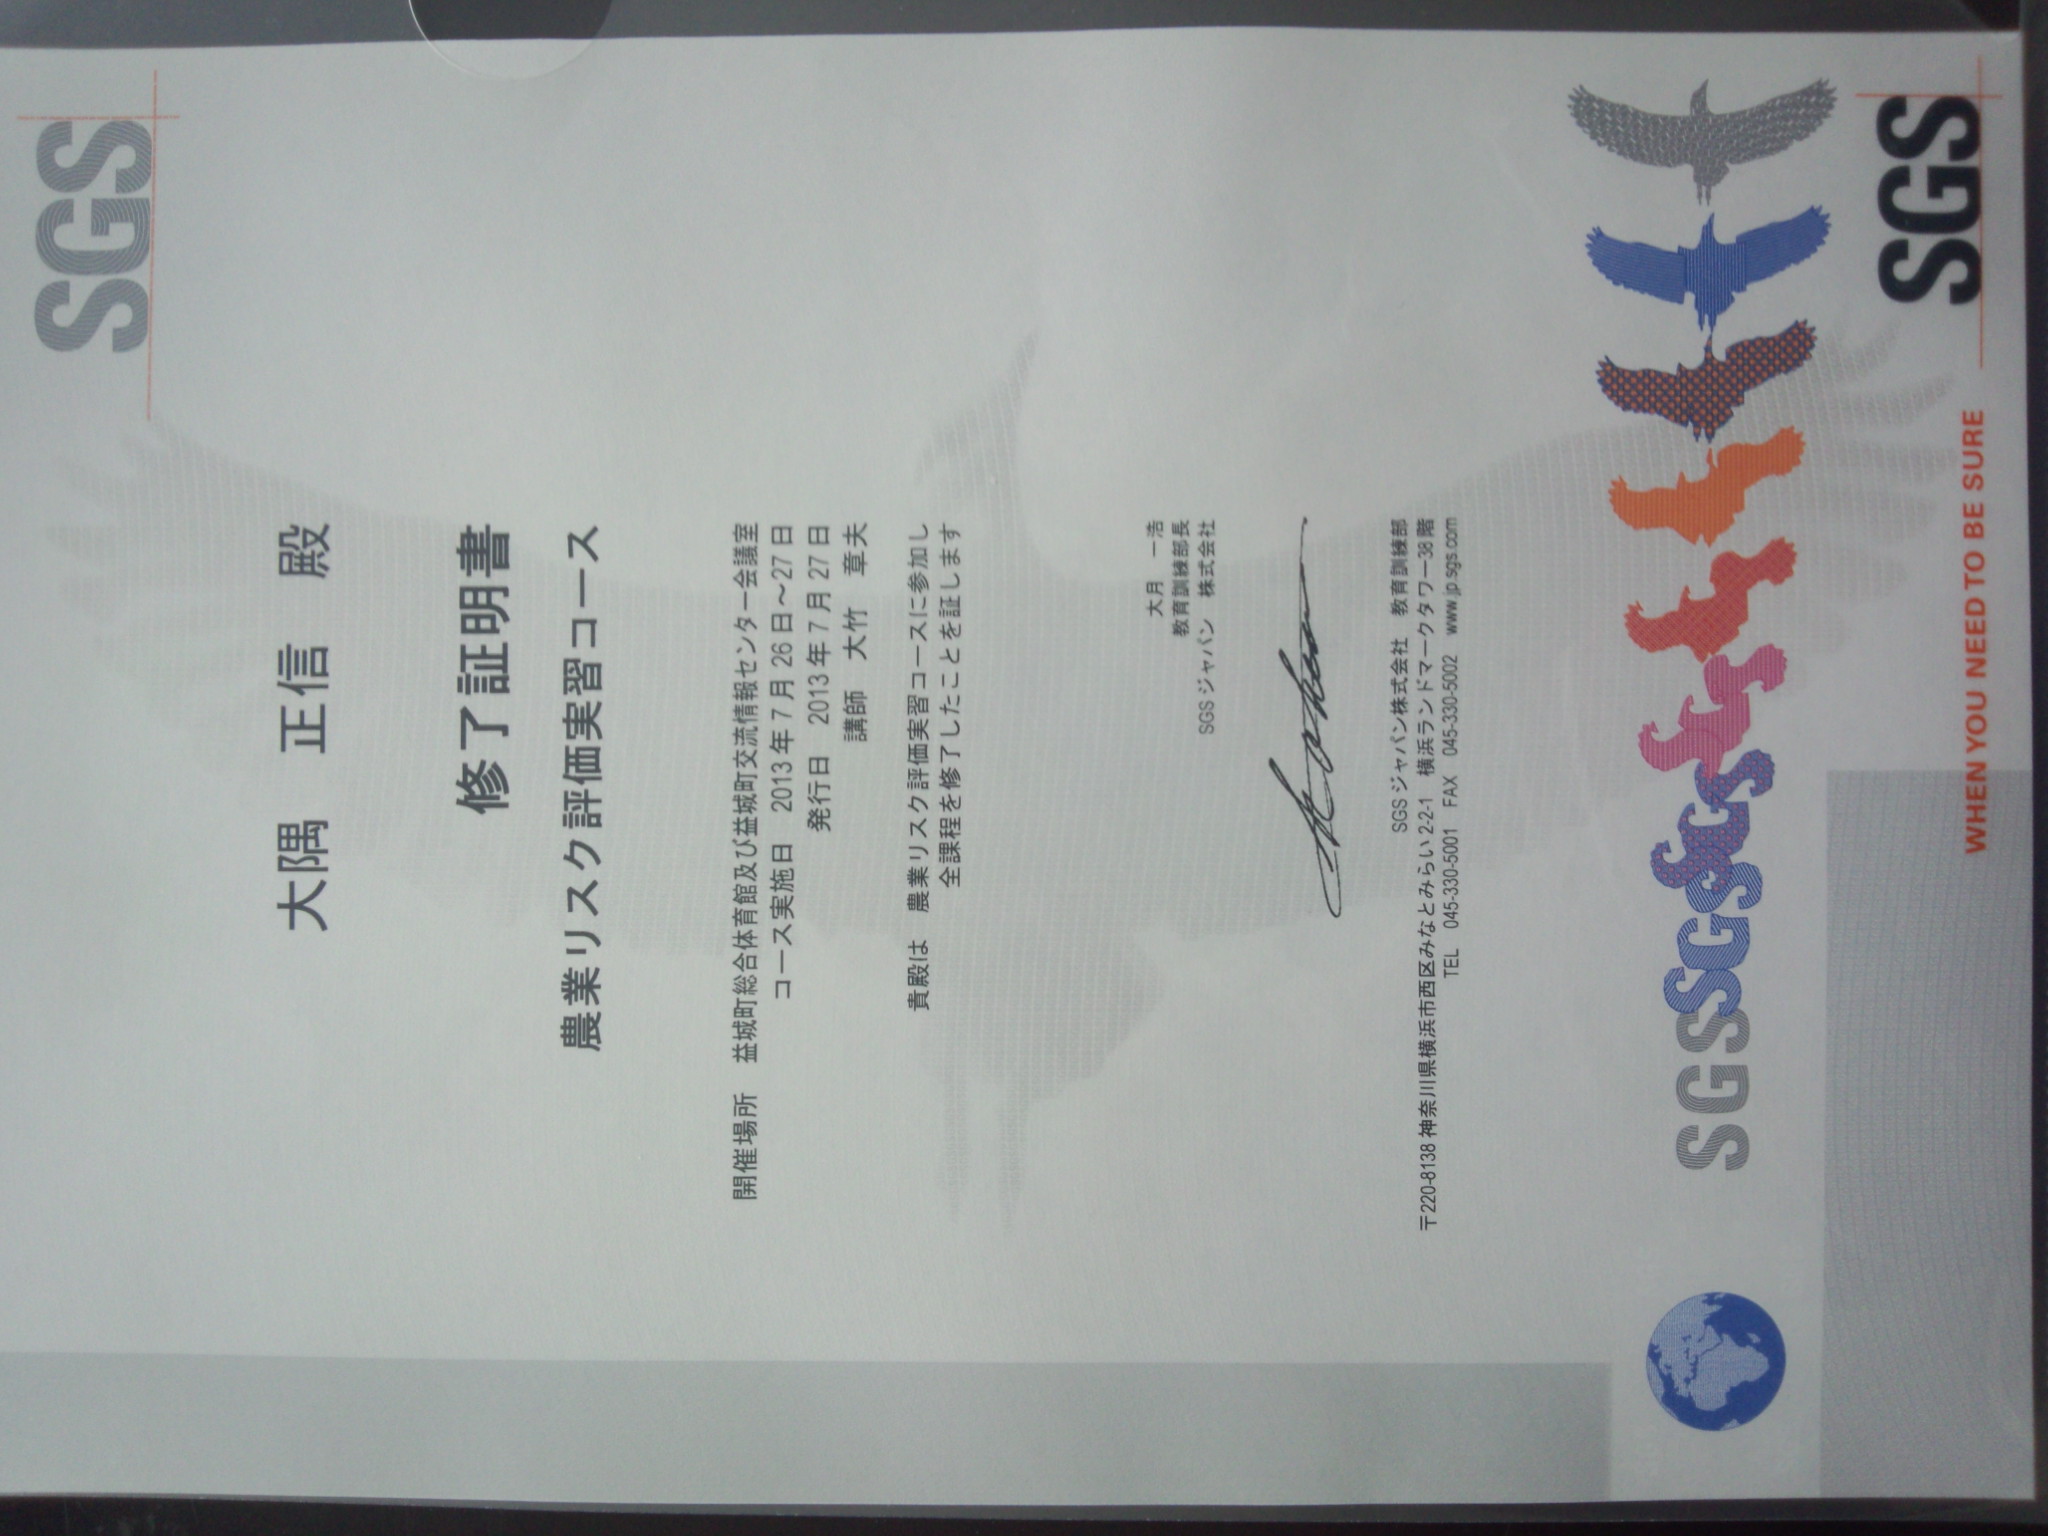 SGS
大隅 正信 殿
修了証明書
農業リスク評価実習コース
開催場所 益城町総合体育館及び益城町交流情報センター会議室
コース実施日 2013年7月26日～27日
発行日 2013年7月27日
講師 大竹 章夫
貴殿は 農業リスク評価実習コースに参加し
全課程を修了したことを証します
大月 一浩
教育訓練部長
SGS ジャパン 株式会社
SGS ジャパン株式会社 教育訓練部
〒220-8138 神奈川県横浜市西区みなとみらい 2-2-1 横浜ランドマークタワー38階
TEL 045-330-5001 FAX 045-330-5002 www.jp.sgs.com
SGS
SGS
WHEN YOU NEED TO BE SURE
SGS